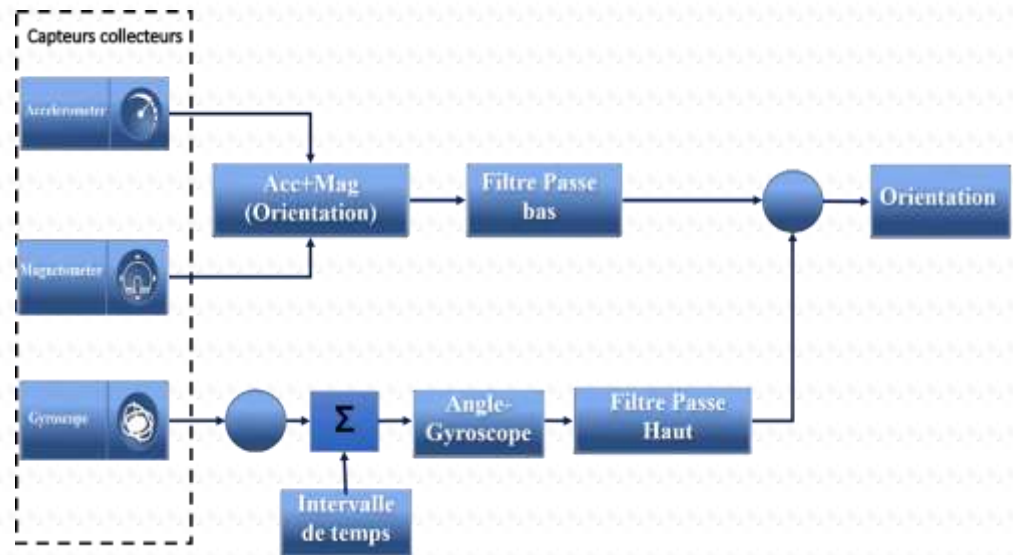 Capteurs collecteurs
Accelerometer
Acc+Mag
(Orientation)
Filtre Passe
bas
Orientation
Magnetometer
Gyroscope
Σ
Angle-
Gyroscope
Filtre Passe
Haut
Intervalle
de temps